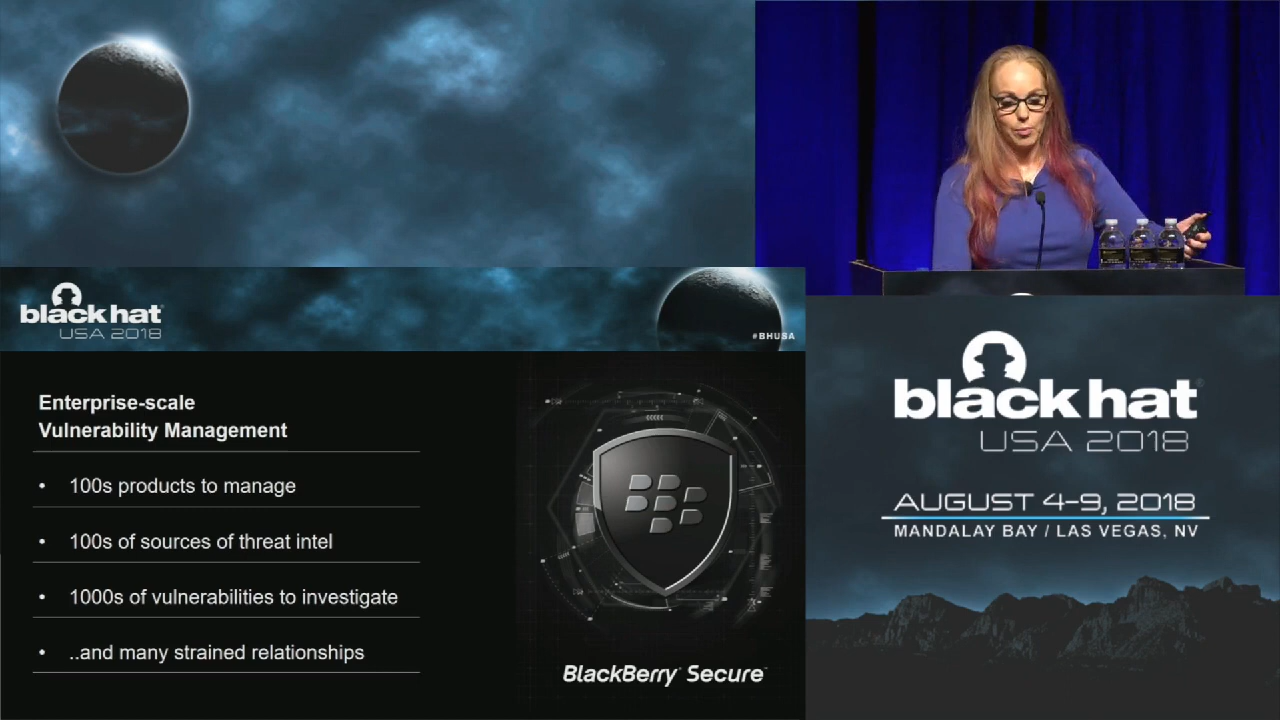 black hat
USA 2018
#BHUSA
Enterprise-scale
Vulnerability Management
• 100s products to manage
• 100s of sources of threat intel
• 1000s of vulnerabilities to investigate
• ..and many strained relationships
BlackBerry Secure
black hat
USA 2018
AUGUST 4-9, 2018
MANDALAY BAY / LAS VEGAS, NV